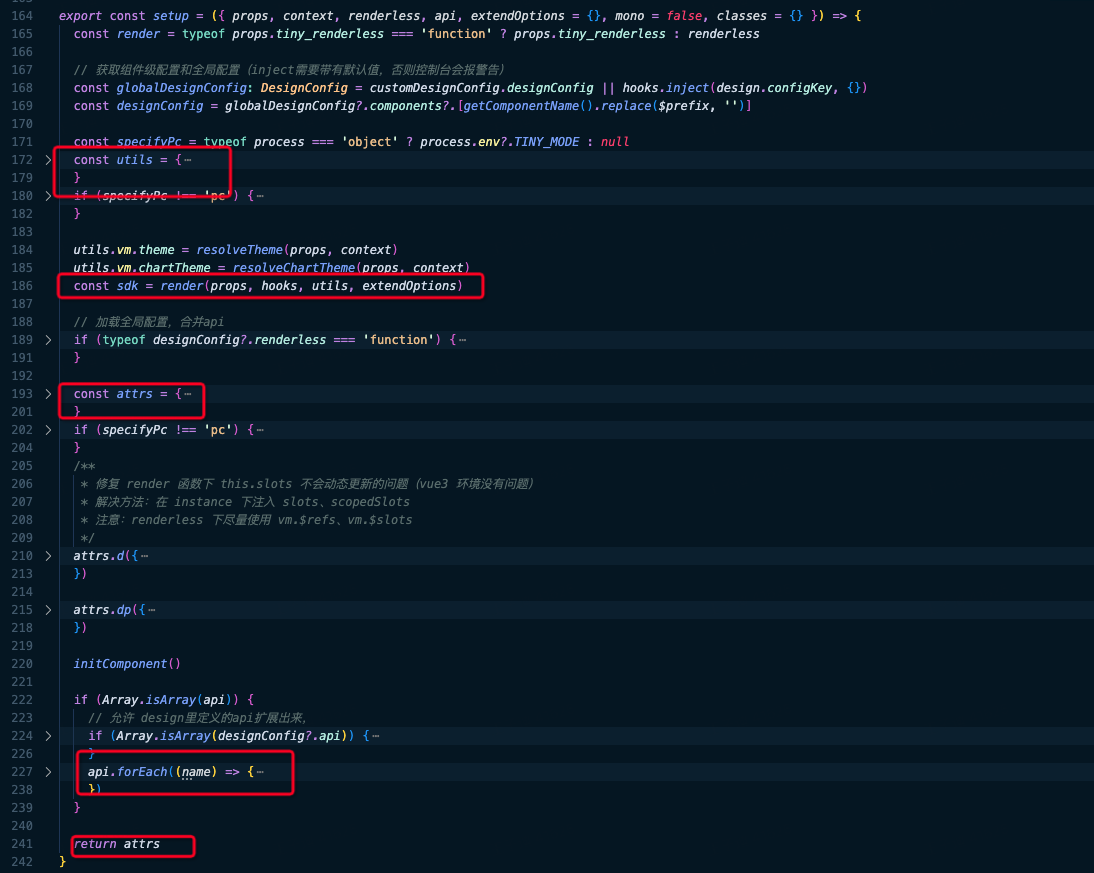 164 export const setup = ({ props, context, renderless, api, extendOptions = {}, mono = false, classes = {} }) => {
165 const render = typeof props.tiny_renderless === 'function' ? props.tiny_renderless : renderless
166
167 // 获取组件级配置和全局配置（inject需要带有默认值，否则控制台会报警告）
168 const globalDesignConfig: DesignConfig = customDesignConfig.designConfig || hooks.inject(design.configKey, {})
169 const designConfig = globalDesignConfig?.components?.[getComponentName().replace($prefix, '')]
170
171 const specifyPc = typeof process === 'object' ? process.env?.TINY_MODE : null
172 const utils = {⋯
179 }
180 if (specifyPc !== 'pc') {⋯
182 }
183
184 utils.vm.theme = resolveTheme(props, context)
185 utils.vm.chartTheme = resolveChartTheme(props, context)
186 const sdk = render(props, hooks, utils, extendOptions)
187
188 // 加载全局配置，合并api
189 if (typeof designConfig?.renderless === 'function') {⋯
191 }
192
193 const attrs = {⋯
201 }
202 if (specifyPc !== 'pc') {⋯
204 }
205 /**
206 * 修复 render 函数下 this.slots 不会动态更新的问题（vue3 环境没有问题）
207 * 解决方法：在 instance 下注入 slots、scopedSlots
208 * 注意：renderless 下尽量使用 vm.$refs、vm.$slots
209 */
210 attrs.d({⋯
213 })
214
215 attrs.dp({⋯
218 })
219
220 initComponent()
221
222 if (Array.isArray(api)) {
223 // 允许 design里定义的api扩展出来，
224 if (Array.isArray(designConfig?.api)) {⋯
226 }
227 api.forEach((name) => {⋯
238 })
239 }
240
241 return attrs
242 }